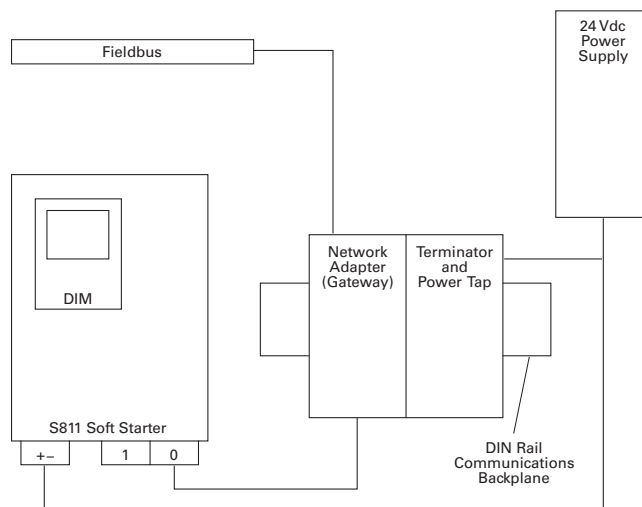 Fieldbus
24 Vdc
Power
Supply
DIM
Network
Adapter
(Gateway)
Terminator
and
Power Tap
S811 Soft Starter
+– 1 0
DIN Rail
Communications
Backplane